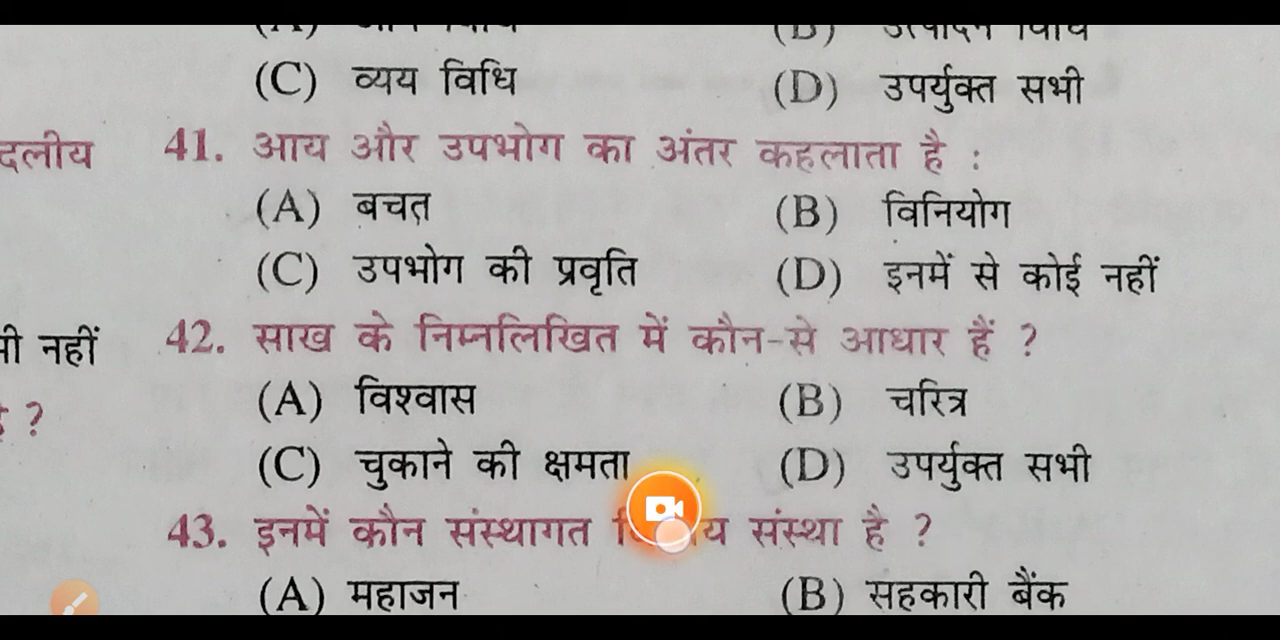 (C) व्यय विधि (D) उपर्युक्त सभी
दलीय 41. आय और उपभोग का अंतर कहलाता है :
(A) बचत (B) विनियोग
(C) उपभोग की प्रवृति (D) इनमें से कोई नहीं
नहीं 42. साख के निम्नलिखित में कौन-से आधार हैं ?
(A) विश्वास (B) चरित्र
?
(C) चुकाने की क्षमता (D) उपर्युक्त सभी
43. इनमें कौन संस्थागत संस्था है ?
(A) महाजन (B) सहकारी बैंक